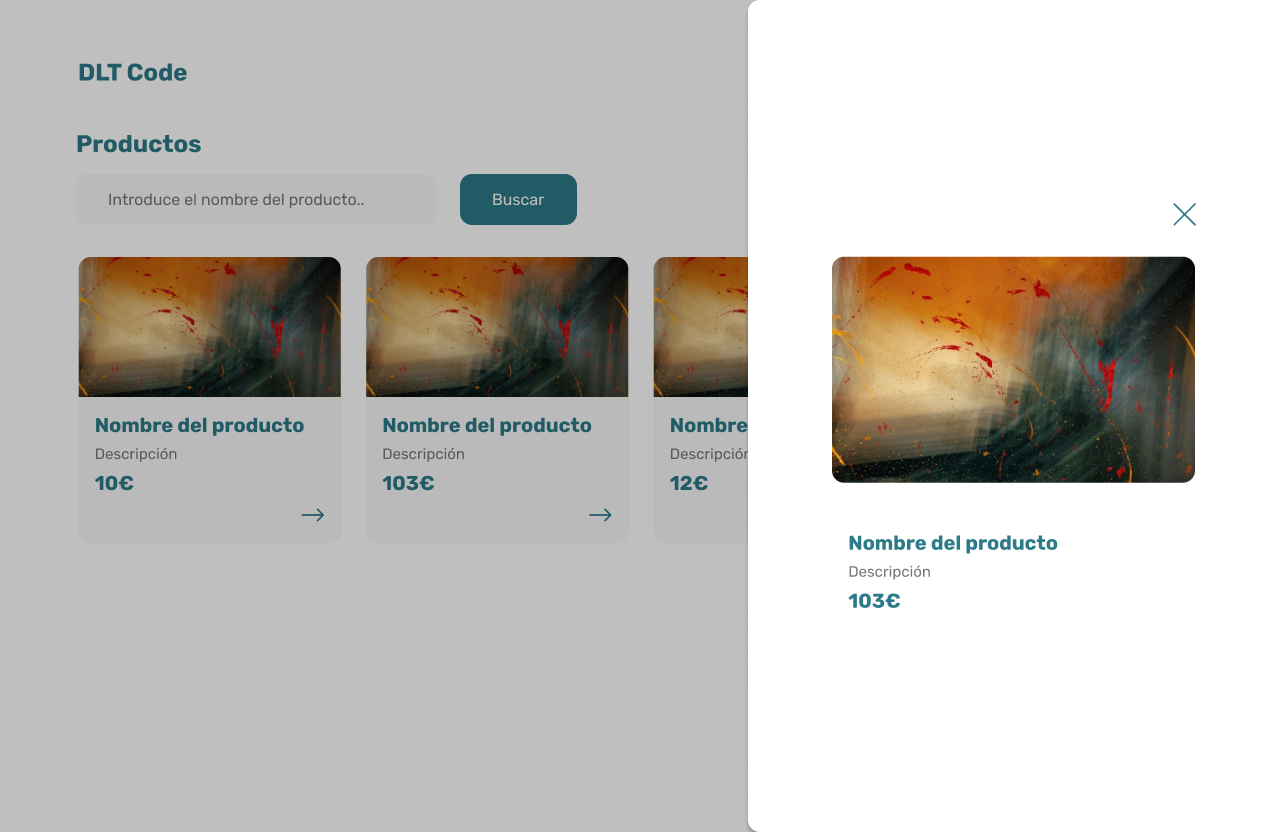 DLT Code
Productos
Introduce el nombre del producto..
Buscar
Nombre del producto
Descripción
10€
Nombre del producto
Descripción
103€
Nombre
Descripción
12€
Nombre del producto
Descripción
103€